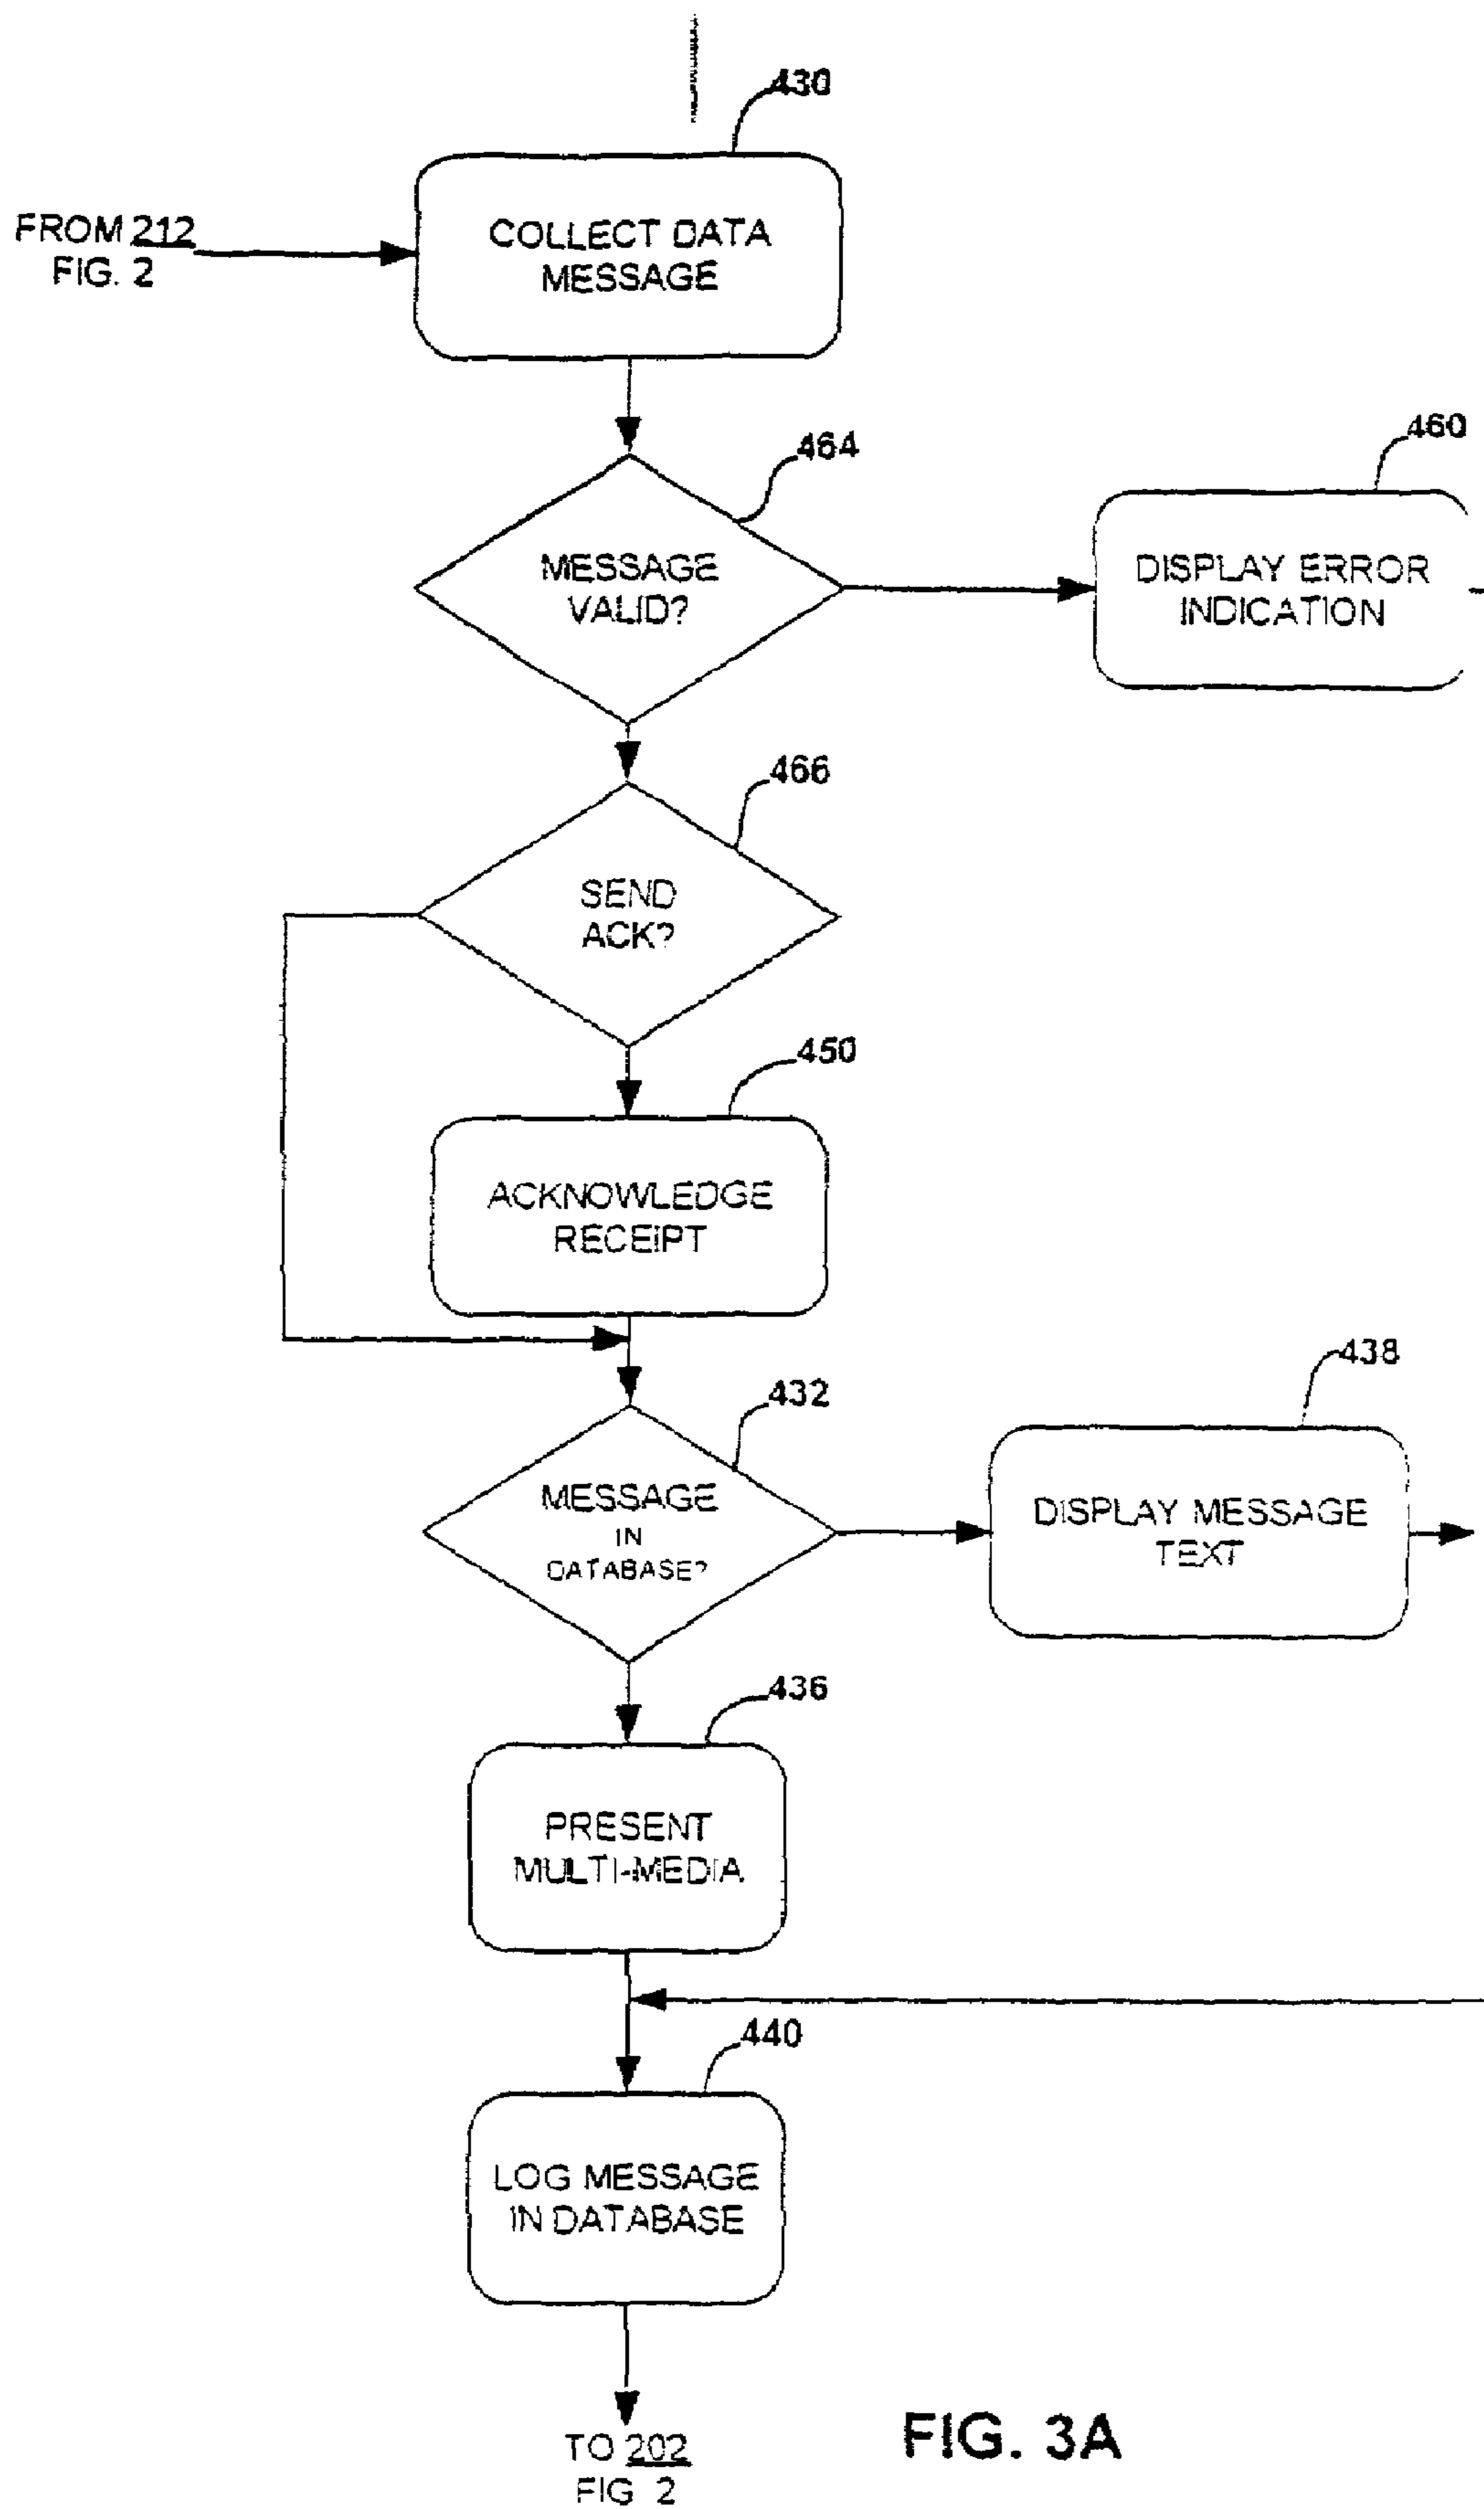 430
FROM 212
FIG. 2
COLLECT DATA
MESSAGE
464
460
MESSAGE
VALID?
DISPLAY ERROR
INDICATION
466
SEND
ACK?
450
ACKNOWLEDGE
RECEIPT
438
432
MESSAGE
IN
DATABASE?
DISPLAY MESSAGE
TEXT
436
PRESENT
MULTI-MEDIA
440
LOG MESSAGE
IN DATABASE
TO 202
FIG 2
FIG. 3A